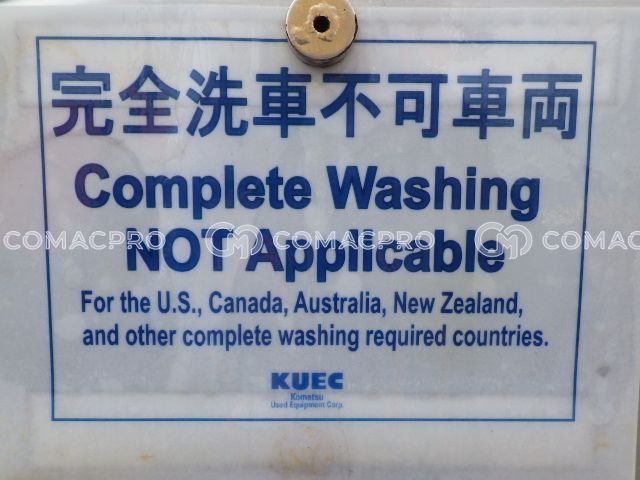 完全洗車不可車両
Complete Washing
NOT Applicable
COMACPRO COMACPRO COMACPRO
For the U.S., Canada, Australia, New Zealand,
and other complete washing required countries.
KUEC
Komatsu
Used Equipment Corp.